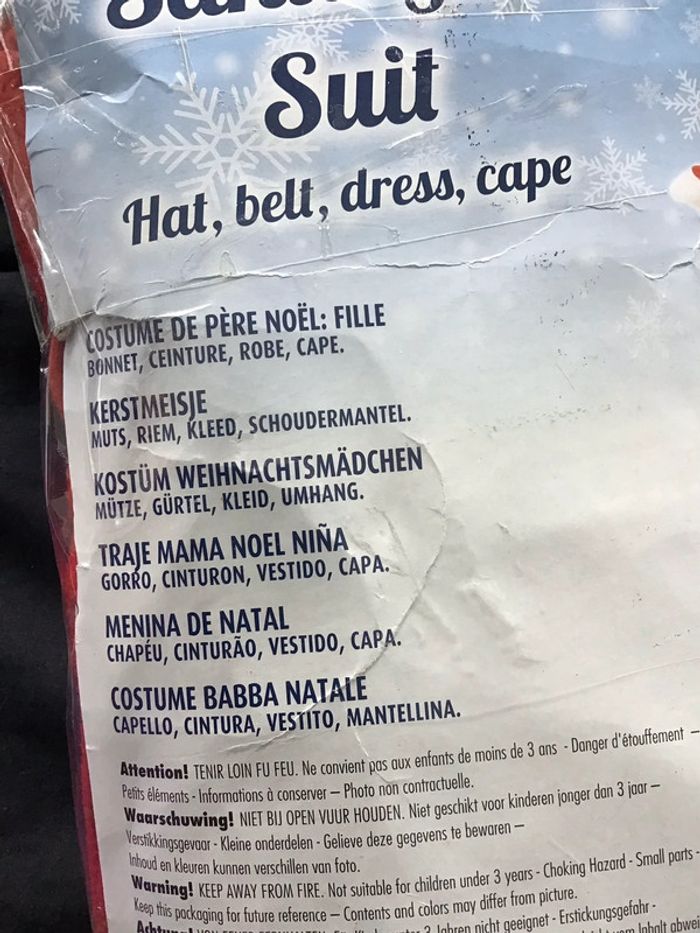 Suit
Hat, belt, dress, cape
COSTUME DE PÈRE NOËL: FILLE
BONNET, CEINTURE, ROBE, CAPE.
KERSTMEISJE
MUTS, RIEM, KLEED, SCHOUDERMANTEL.
KOSTÜM WEIHNACHTSMÄDCHEN
MÜTZE, GÜRTEL, KLEID, UMHANG.
TRAJE MAMA NOEL NIÑA
GORRO, CINTURON, VESTIDO, CAPA.
MENINA DE NATAL
CHAPÉU, CINTURÃO, VESTIDO, CAPA.
COSTUME BABBA NATALE
CAPELLO, CINTURA, VESTITO, MANTELLINA.
Attention! TENIR LOIN FU FEU. Ne convient pas aux enfants de moins de 3 ans - Danger d'étouffement –
Petits éléments - Informations à conserver – Photo non contractuelle.
Waarschuwing! NIET BIJ OPEN VUUR HOUDEN. Niet geschikt voor kinderen jonger dan 3 jaar –
Verstikkingsgevaar - Kleine onderdelen - Gelieve deze gegevens te bewaren –
Inhoud en kleuren kunnen verschillen van foto.
Warning! KEEP AWAY FROM FIRE. Not suitable for children under 3 years - Choking Hazard - Small parts -
Keep this packaging for future reference – Contents and colors may differ from picture.
3 Jahren nicht geeignet - Erstickungsgefahr -
Inhalt